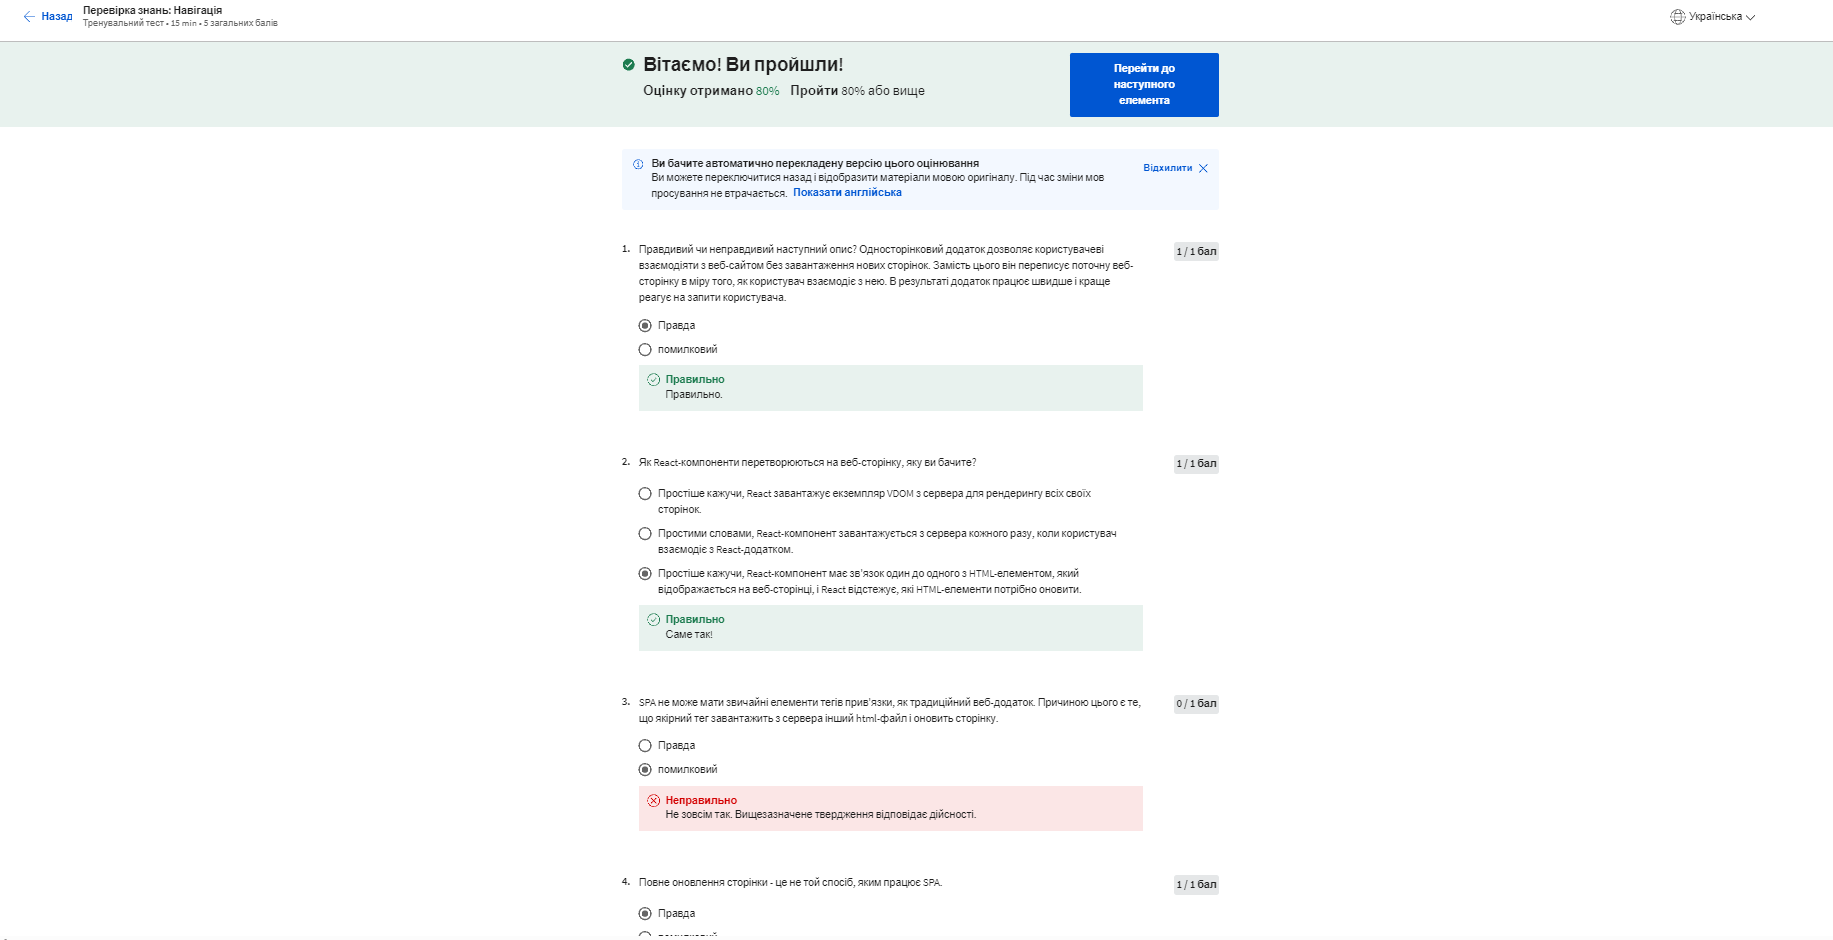 Назад
Перевірка знань: Навігація
Тренувальний тест • 15 min • 5 загальних балів
Українська
Вітаємо! Ви пройшли!
Оцінку отримано 80% Пройти 80% або вище
Перейти до
наступного
елемента
Ви бачите автоматично перекладену версію цього оцінювання
Відхилити
Ви можете переключитися назад і відобразити матеріали мовою оригіналу. Під час зміни мов
просування не втрачається. Показати англійська
1. Правдивий чи неправдивий наступний опис? Односторінковий додаток дозволяє користувачеві
взаємодіяти з веб-сайтом без завантаження нових сторінок. Замість цього він переписує поточну веб-
сторінку в міру того, як користувач взаємодіє з нею. В результаті додаток працює швидше і краще
реагує на запити користувача.
1 / 1 бал
Правда
помилковий
Правильно
Правильно.
2. Як React-компоненти перетворюються на веб-сторінку, яку ви бачите?
1 / 1 бал
Простіше кажучи, React завантажує екземпляр VDOM з сервера для рендерингу всіх своїх
сторінок.
Простими словами, React-компонент завантажується з сервера кожного разу, коли користувач
взаємодіє з React-додатком.
Простіше кажучи, React-компонент має зв'язок один до одного з HTML-елементом, який
відображається на веб-сторінці, і React відстежує, які HTML-елементи потрібно оновити.
Правильно
Саме так!
3. SPA не може мати звичайні елементи тегів прив'язки, як традиційний веб-додаток. Причиною цього є те,
що якірний тег завантажить з сервера інший html-файл і оновить сторінку.
0 / 1 бал
Правда
помилковий
Неправильно
Не зовсім так. Вищезазначене твердження відповідає дійсності.
4. Повне оновлення сторінки - це не той спосіб, яким працює SPA.
1 / 1 бал
Правда